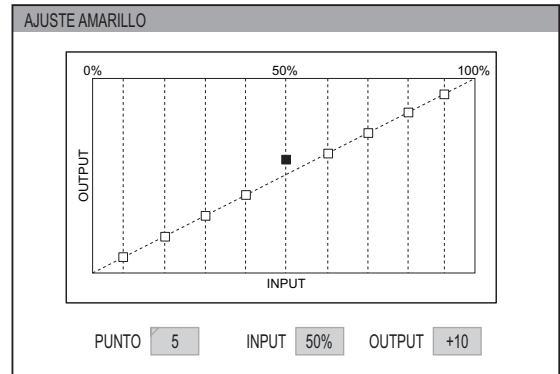 AJUSTE AMARILLO
0% 50% 100%
OUTPUT
INPUT
PUNTO 5 INPUT 50% OUTPUT +10